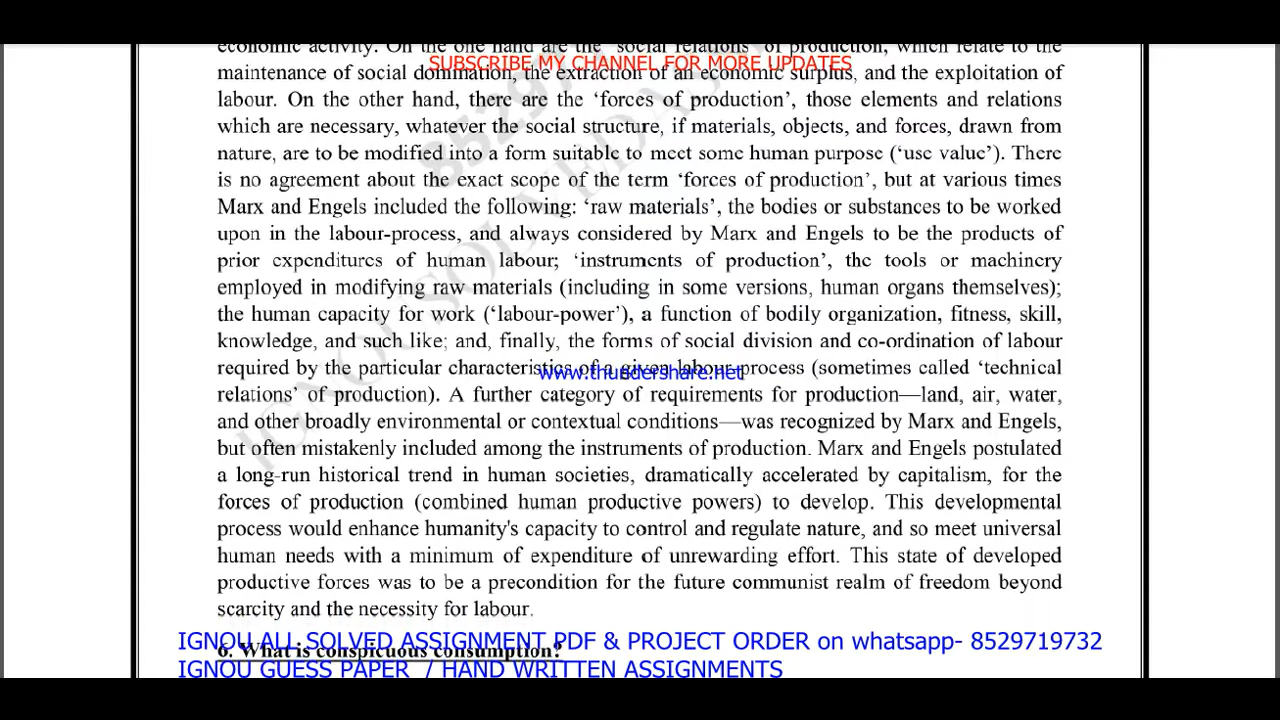 economic activity. On the one hand are the 'social relations' of production, which relate to the
SUBSCRIBE MY CHANNEL FOR MORE UPDATES
maintenance of social domination, the extraction of an economic surplus, and the exploitation of
labour. On the other hand, there are the 'forces of production', those elements and relations
which are necessary, whatever the social structure, if materials, objects, and forces, drawn from
nature, are to be modified into a form suitable to meet some human purpose ('use value'). There
is no agreement about the exact scope of the term 'forces of production', but at various times
Marx and Engels included the following: 'raw materials', the bodies or substances to be worked
upon in the labour-process, and always considered by Marx and Engels to be the products of
prior expenditures of human labour; 'instruments of production', the tools or machinery
employed in modifying raw materials (including in some versions, human organs themselves);
the human capacity for work ('labour-power'), a function of bodily organization, fitness, skill,
knowledge, and such like; and, finally, the forms of social division and co-ordination of labour
required by the particular characteristics of a given labour-process (sometimes called 'technical
www.thundershare.net
relations' of production). A further category of requirements for production—land, air, water,
and other broadly environmental or contextual conditions—was recognized by Marx and Engels,
but often mistakenly included among the instruments of production. Marx and Engels postulated
a long-run historical trend in human societies, dramatically accelerated by capitalism, for the
forces of production (combined human productive powers) to develop. This developmental
process would enhance humanity's capacity to control and regulate nature, and so meet universal
human needs with a minimum of expenditure of unrewarding effort. This state of developed
productive forces was to be a precondition for the future communist realm of freedom beyond
scarcity and the necessity for labour.
IGNOU ALL SOLVED ASSIGNMENT PDF & PROJECT ORDER on whatsapp- 8529719732
6. What is conspicuous consumption?
IGNOU GUESS PAPER / HAND WRITTEN ASSIGNMENTS